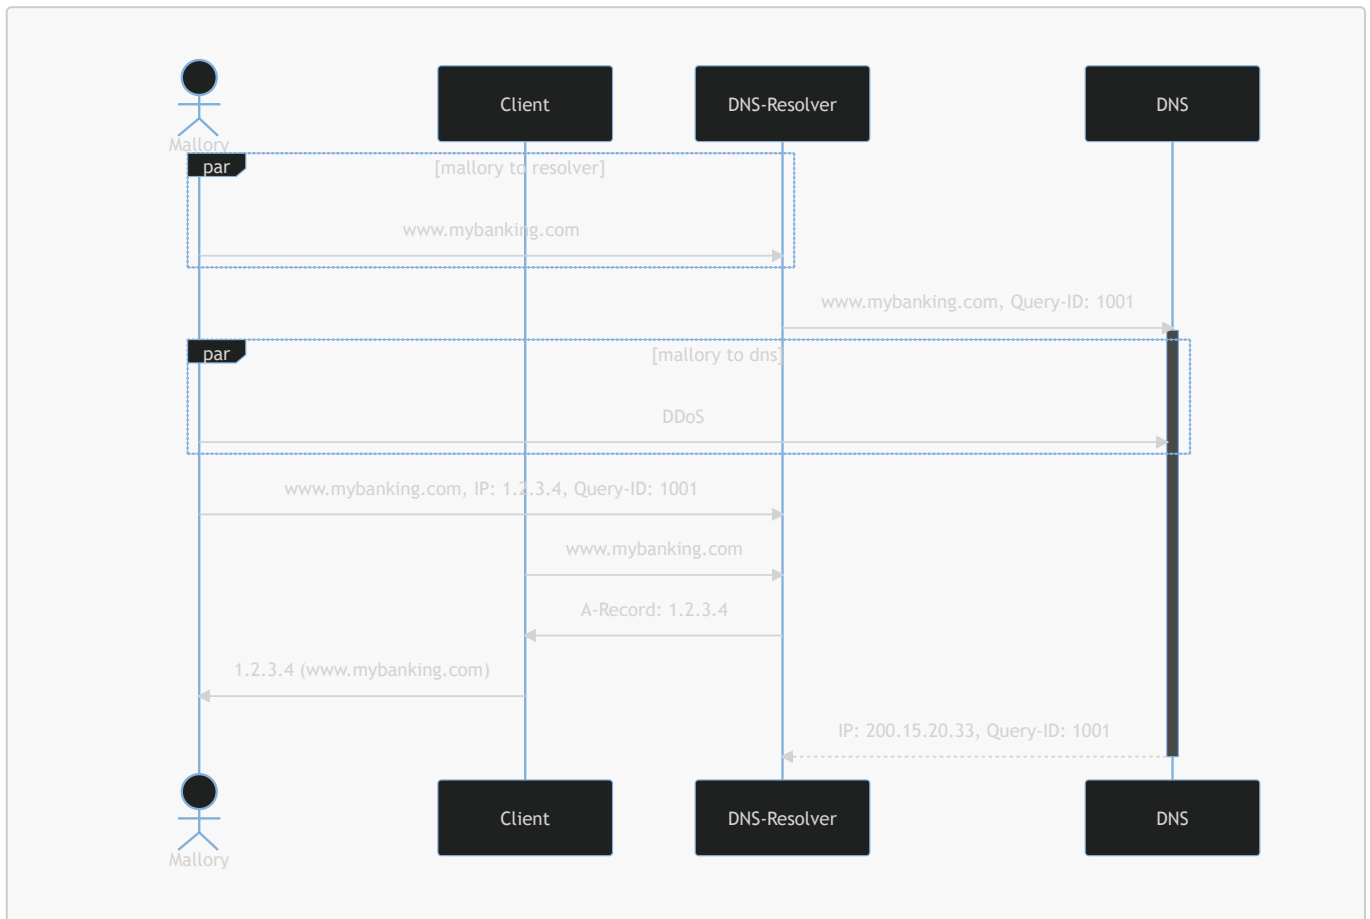 Client
DNS-Resolver
DNS
Mallory
par
[mallory to resolver]
www.mybanking.com
www.mybanking.com, Query-ID: 1001
par
[mallory to dns]
DDoS
www.mybanking.com, IP: 1.2.3.4, Query-ID: 1001
www.mybanking.com
A-Record: 1.2.3.4
1.2.3.4 (www.mybanking.com)
IP: 200.15.20.33, Query-ID: 1001
Client
DNS-Resolver
DNS
Mallory